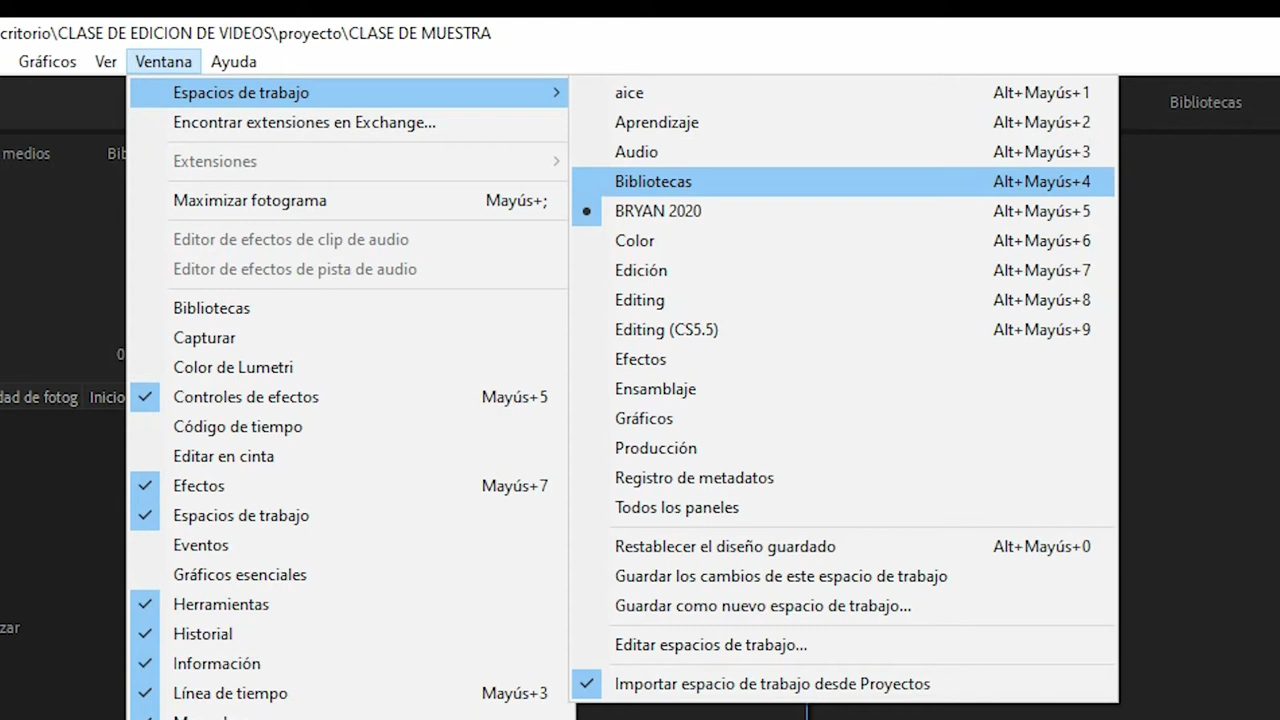 critorio\CLASE DE EDICION DE VIDEOS\proyecto\CLASE DE MUESTRA
Gráficos Ver Ventana Ayuda
Espacios de trabajo
Encontrar extensiones en Exchange...
Extensiones
Maximizar fotograma Mayús+;
Editor de efectos de clip de audio
Editor de efectos de pista de audio
Bibliotecas
Capturar
Color de Lumetri
Controles de efectos Mayús+5
Código de tiempo
Editar en cinta
Efectos Mayús+7
Espacios de trabajo
Eventos
Gráficos esenciales
Herramientas
Historial
Información
Línea de tiempo Mayús+3
aice Alt+Mayús+1
Aprendizaje Alt+Mayús+2
Audio Alt+Mayús+3
Bibliotecas Alt+Mayús+4
BRYAN 2020 Alt+Mayús+5
Color Alt+Mayús+6
Edición Alt+Mayús+7
Editing Alt+Mayús+8
Editing (CS5.5) Alt+Mayús+9
Efectos
Ensamblaje
Gráficos
Producción
Registro de metadatos
Todos los paneles
Restablecer el diseño guardado Alt+Mayús+0
Guardar los cambios de este espacio de trabajo
Guardar como nuevo espacio de trabajo...
Editar espacios de trabajo...
Importar espacio de trabajo desde Proyectos
Bibliotecas
medios Bib
0
dad de fotog Inicio
zar